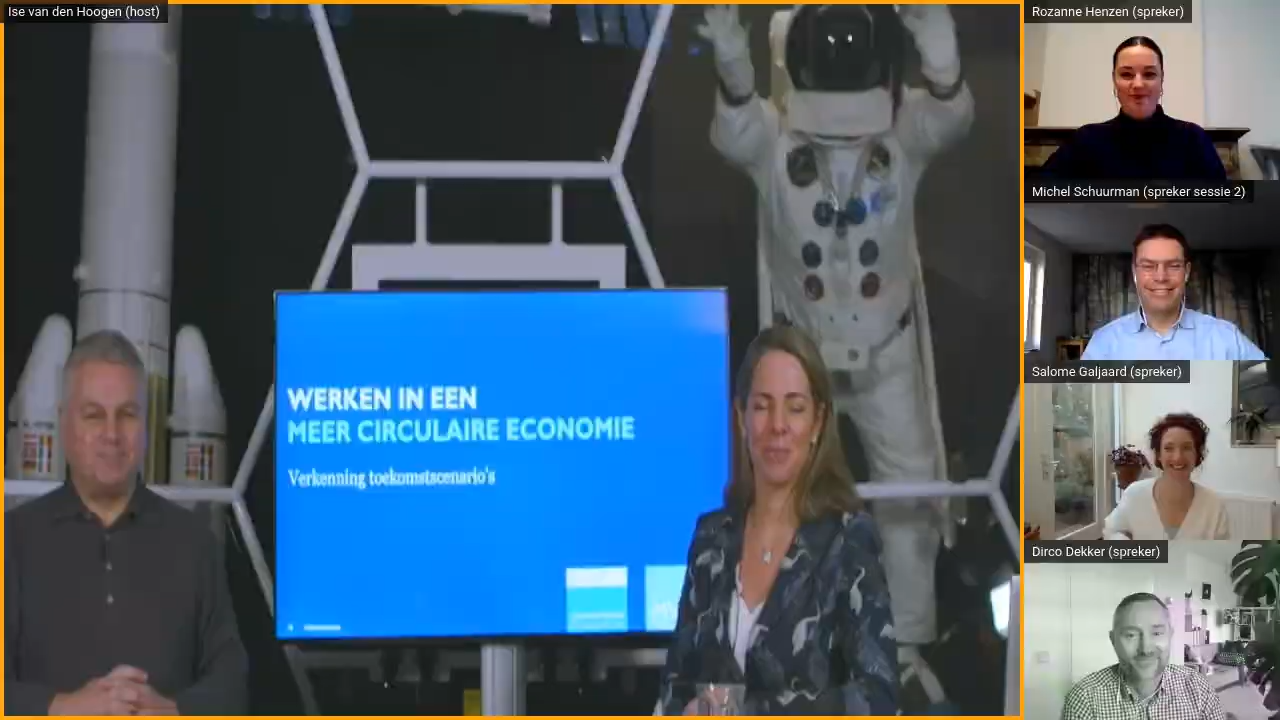 Ise van den Hoogen (host)
WERKEN IN EEN
MEER CIRCULAIRE ECONOMIE
Verkenning toekomstscenario's
Rozanne Henzen (spreker)
Michel Schuurman (spreker sessie 2)
Salome Galjaard (spreker)
Dirco Dekker (spreker)